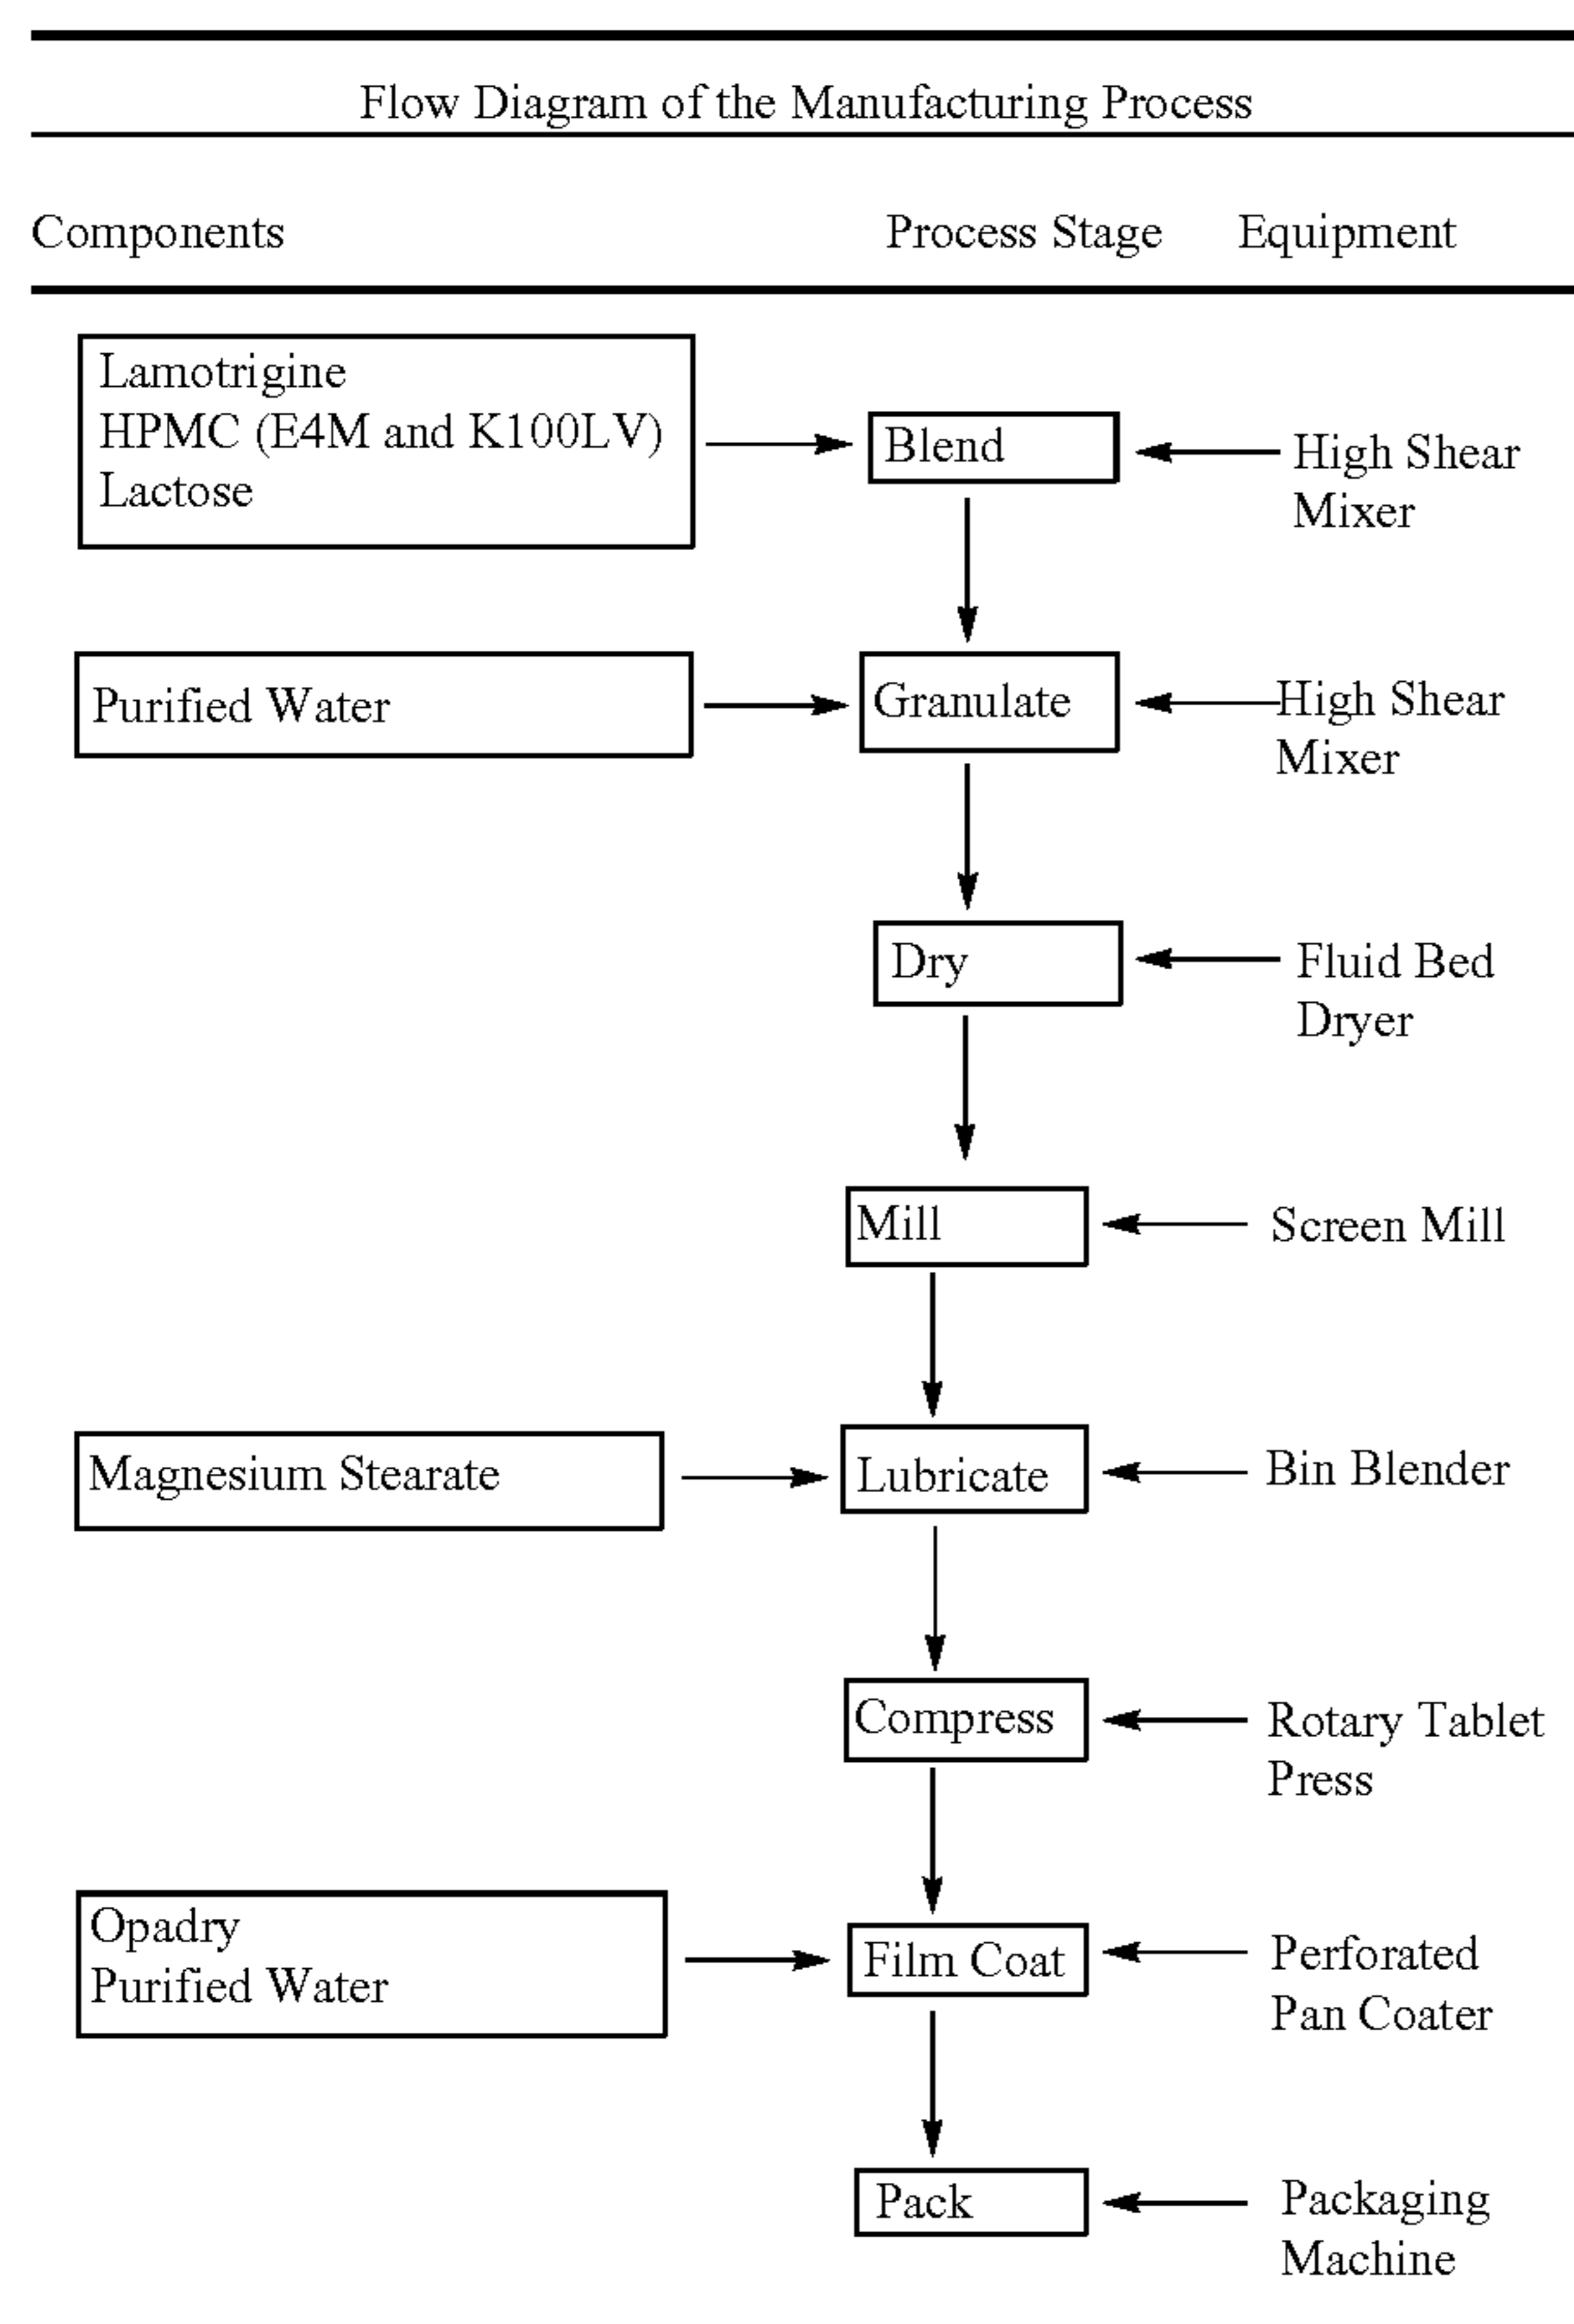 Flow Diagram of the Manufacturing Process
Components Process Stage Equipment
Lamotrigine
HPMC (E4M and K100LV)
Lactose
Blend
High Shear
Mixer
Purified Water
Granulate
High Shear
Mixer
Dry
Fluid Bed
Dryer
Mill
Screen Mill
Magnesium Stearate
Lubricate
Bin Blender
Compress
Rotary Tablet
Press
Opadry
Purified Water
Film Coat
Perforated
Pan Coater
Pack
Packaging
Machine